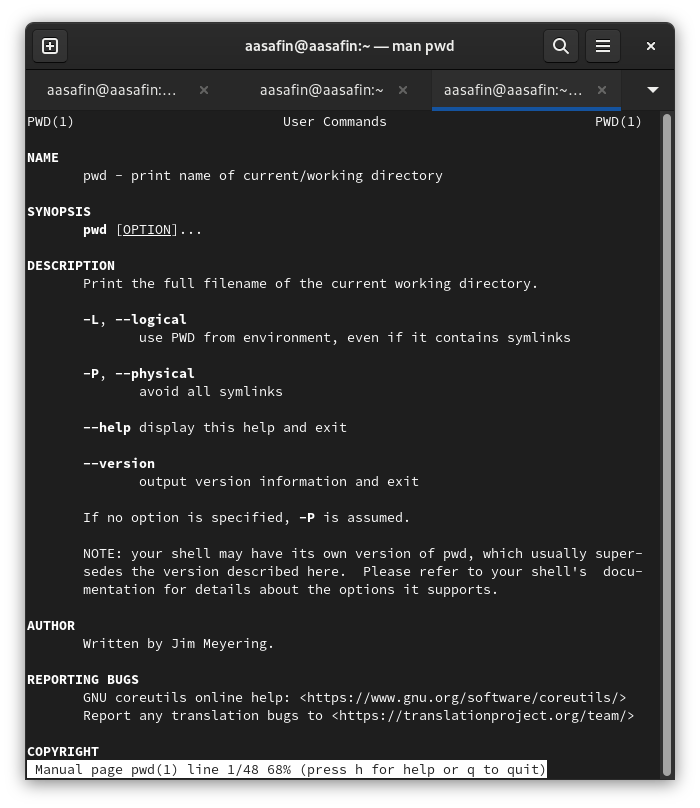 aasafin@aasafin:~ — man pwd
aasafin@aasafin:... aasafin@aasafin:~ aasafin@aasafin:~...
PWD(1) User Commands PWD(1)
NAME
pwd - print name of current/working directory
SYNOPSIS
pwd [OPTION]...
DESCRIPTION
Print the full filename of the current working directory.
-L, --logical
use PWD from environment, even if it contains symlinks
-P, --physical
avoid all symlinks
--help display this help and exit
--version
output version information and exit
If no option is specified, -P is assumed.
NOTE: your shell may have its own version of pwd, which usually super-
sedes the version described here.  Please refer to your shell's  docu-
mentation for details about the options it supports.
AUTHOR
Written by Jim Meyering.
REPORTING BUGS
GNU coreutils online help: <https://www.gnu.org/software/coreutils/>
Report any translation bugs to <https://translationproject.org/team/>
COPYRIGHT
Manual page pwd(1) line 1/48 68% (press h for help or q to quit)